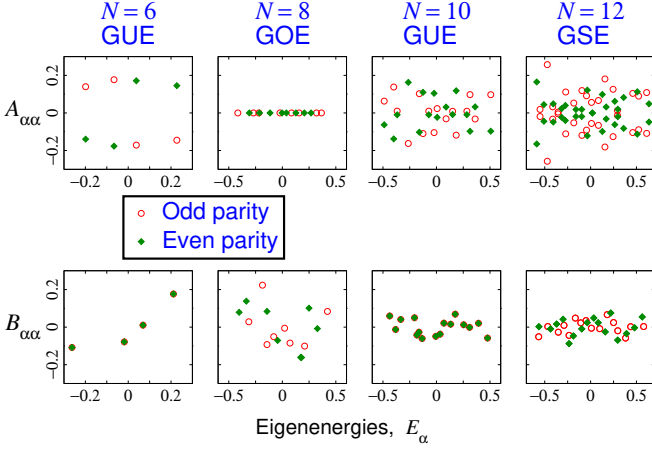 N = 6 N = 8 N = 10 N = 12
GUE GOE GUE GSE
0.2
0
−0.2
A_αα
−0.2 0 0.2 −0.5 0 0.5 −0.5 0 0.5 −0.5 0 0.5
Odd parity
Even parity
0.2
0
−0.2
B_αα
−0.2 0 0.2 −0.5 0 0.5 −0.5 0 0.5 −0.5 0 0.5
Eigenenergies, E_α